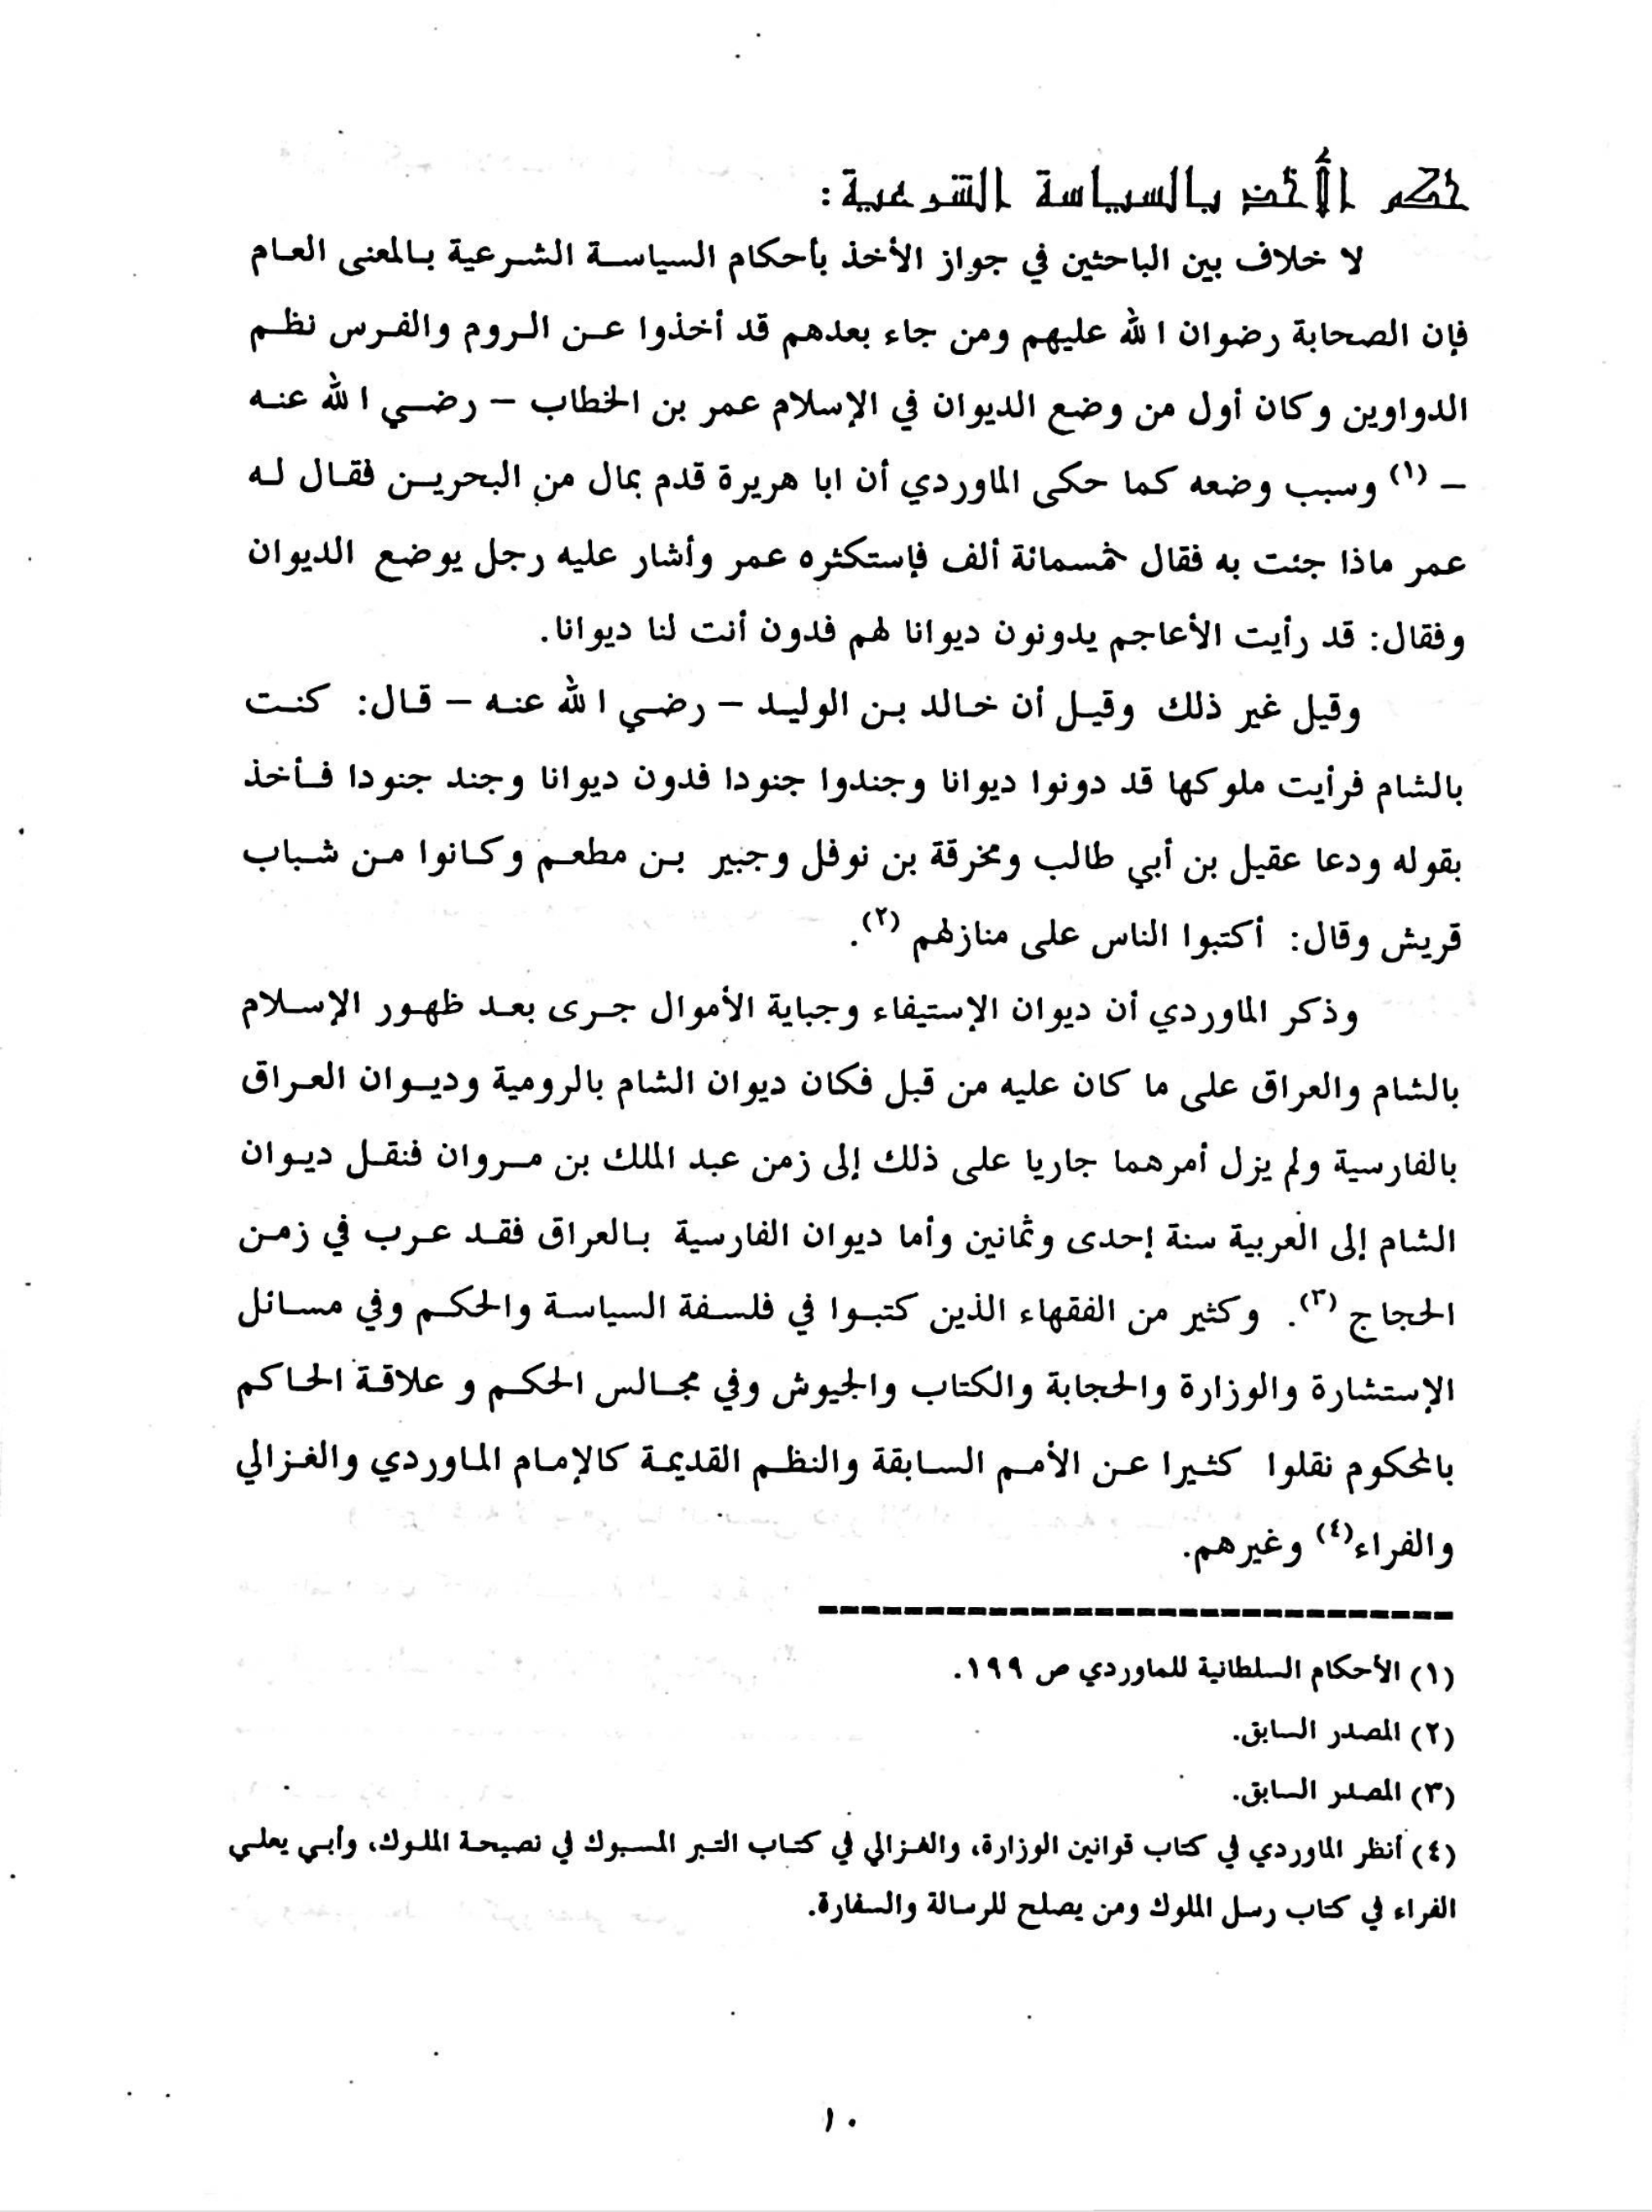 حكم الأخذ بالسياسة الشرعية:
لا خلاف بين الباحثين في جواز الأخذ بأحكام السياسة الشرعية بالمعنى العام
فإن الصحابة رضوان الله عليهم ومن جاء بعدهم قد أخذوا عن الروم والفرس نظم
الدواوين وكان أول من وضع الديوان في الإسلام عمر بن الخطاب – رضي الله عنه
– (١) وسبب وضعه كما حكى الماوردي أن ابا هريرة قدم بمال من البحرين فقال له
عمر ماذا جئت به فقال خمسمائة ألف فإستكثره عمر وأشار عليه رجل يوضع الديوان
وفقال: قد رأيت الأعاجم يدونون ديوانا لهم فدون أنت لنا ديوانا.
وقيل غير ذلك وقيل أن خالد بن الوليد – رضي الله عنه – قال: كنت
بالشام فرأيت ملوكها قد دونوا ديوانا وجندوا جنودا فدون ديوانا وجند جنودا فأخذ
بقوله ودعا عقيل بن أبي طالب ومخرقة بن نوفل وجبير بن مطعم وكانوا من شباب
قريش وقال: أكتبوا الناس على منازلهم (٢).
وذكر الماوردي أن ديوان الإستيفاء وجباية الأموال جرى بعد ظهور الإسلام
بالشام والعراق على ما كان عليه من قبل فكان ديوان الشام بالرومية وديوان العراق
بالفارسية ولم يزل أمرهما جاريا على ذلك إلى زمن عبد الملك بن مروان فنقل ديوان
الشام إلى العربية سنة إحدى وثمانين وأما ديوان الفارسية بالعراق فقد عرب في زمن
الحجاج (٣). وكثير من الفقهاء الذين كتبوا في فلسفة السياسة والحكم وفي مسائل
الإستشارة والوزارة والحجابة والكتاب والجيوش وفي مجالس الحكم و علاقة الحاكم
بالمحكوم نقلوا كثيرا عن الأمم السابقة والنظم القديمة كالإمام الماوردي والغزالي
والفراء(٤) وغيرهم.
(١) الأحكام السلطانية للماوردي ص ١٩٩.
(٢) المصدر السابق.
(٣) المصدر السابق.
(٤) أنظر الماوردي في كتاب قوانين الوزارة، والغزالي في كتاب التبر المسبوك في نصيحة الملوك، وأبي يعلي
الفراء في كتاب رسل الملوك ومن يصلح للرسالة والسفارة.
١٠